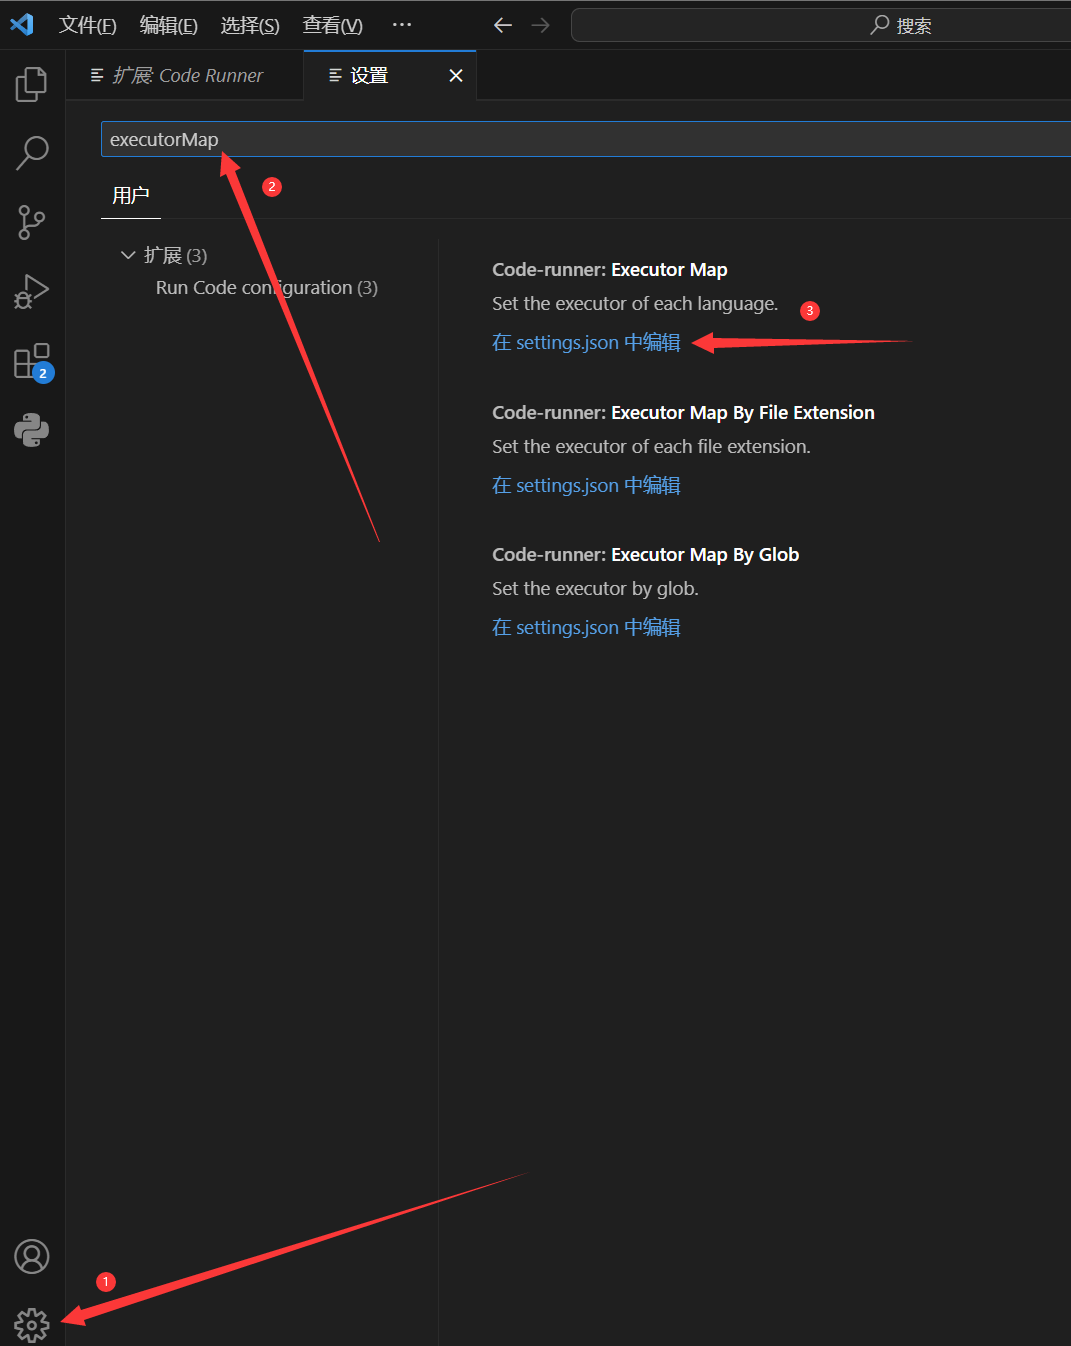 文件(F) 编辑(E) 选择(S) 查看(V) ··· 搜索
扩展: Code Runner 设置
executorMap
2
用户
扩展 (3)
Run Code configuration (3)
Code-runner: Executor Map
Set the executor of each language.
3
在 settings.json 中编辑
2
Code-runner: Executor Map By File Extension
Set the executor of each file extension.
在 settings.json 中编辑
Code-runner: Executor Map By Glob
Set the executor by glob.
在 settings.json 中编辑
1